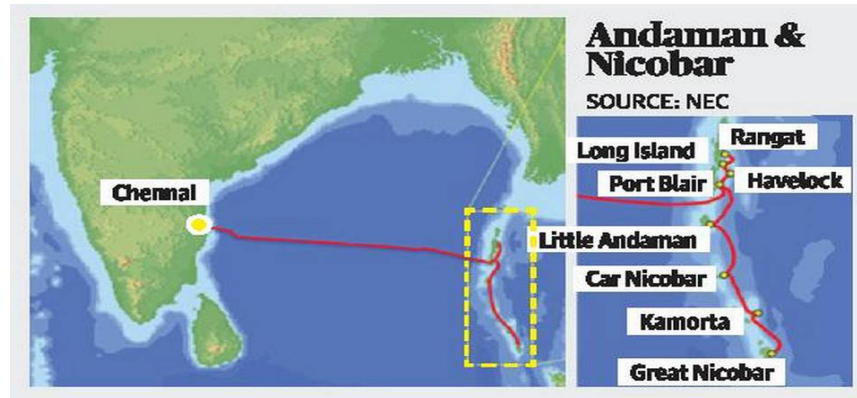 Andaman &
Nicobar
SOURCE: NEC
Chennai
Rangat
Long Island
Port Blair
Havelock
Little Andaman
Car Nicobar
Kamorta
Great Nicobar